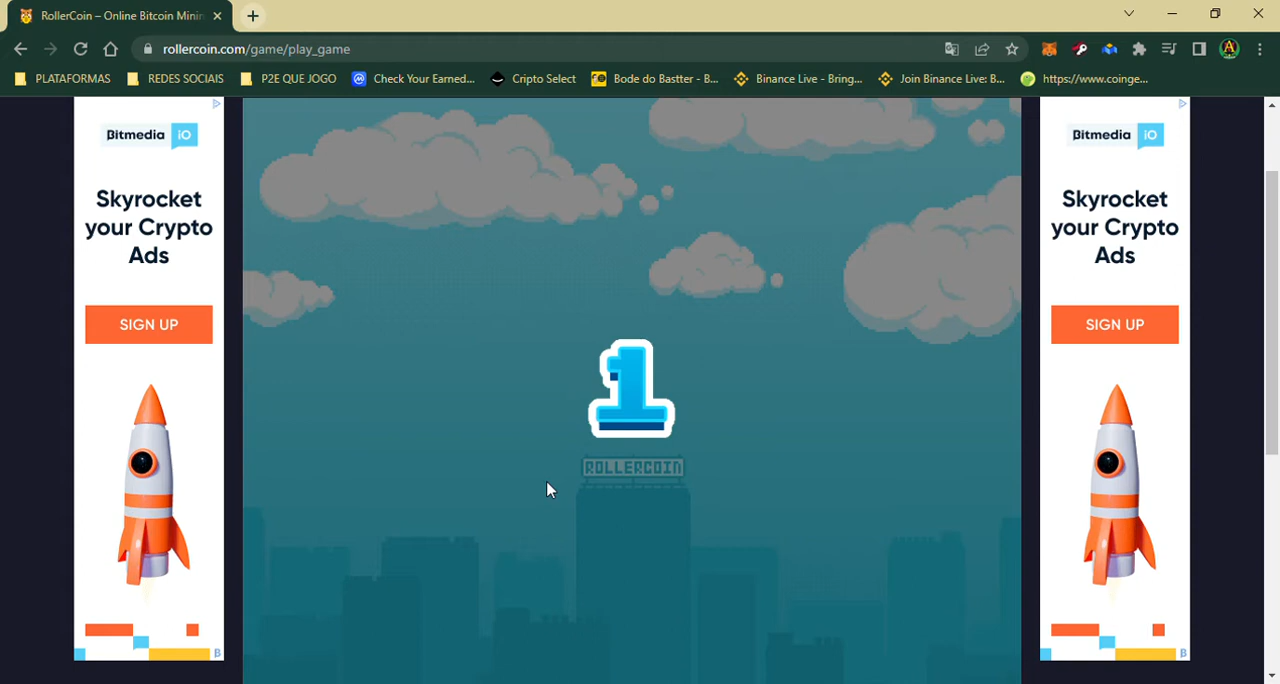 RollerCoin – Online Bitcoin Minin
rollercoin.com/game/play_game
PLATAFORMAS
REDES SOCIAIS
P2E QUE JOGO
Check Your Earned...
Cripto Select
Bode do Bastter - B...
Binance Live - Bring...
Join Binance Live: B...
https://www.coinge...
Bitmedia iO
Skyrocket
your Crypto
Ads
SIGN UP
B
1
ROLLERCOIN
Bitmedia iO
Skyrocket
your Crypto
Ads
SIGN UP
B